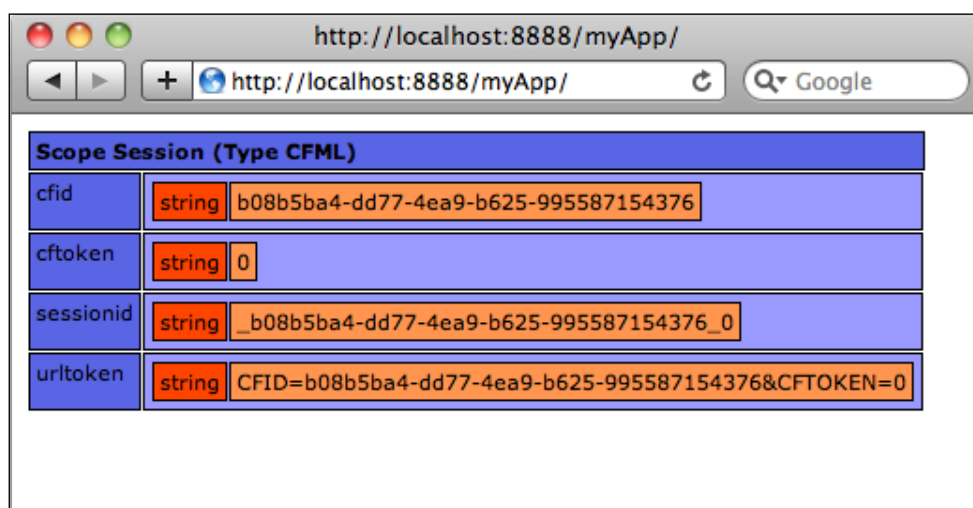 http://localhost:8888/myApp/
http://localhost:8888/myApp/ Google
Scope Session (Type CFML)
cfid string b08b5ba4-dd77-4ea9-b625-995587154376
cftoken string 0
sessionid string _b08b5ba4-dd77-4ea9-b625-995587154376_0
urltoken string CFID=b08b5ba4-dd77-4ea9-b625-995587154376&CFTOKEN=0